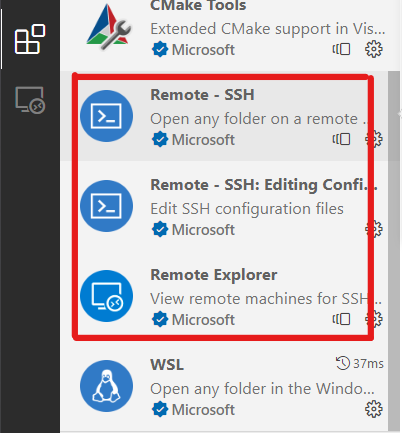 CMake Tools
Extended CMake support in Vis...
Microsoft
Remote - SSH
Open any folder on a remote ...
Microsoft
Remote - SSH: Editing Confi...
Edit SSH configuration files
Microsoft
Remote Explorer
View remote machines for SSH...
Microsoft
WSL 37ms
Open any folder in the Windo...
Microsoft